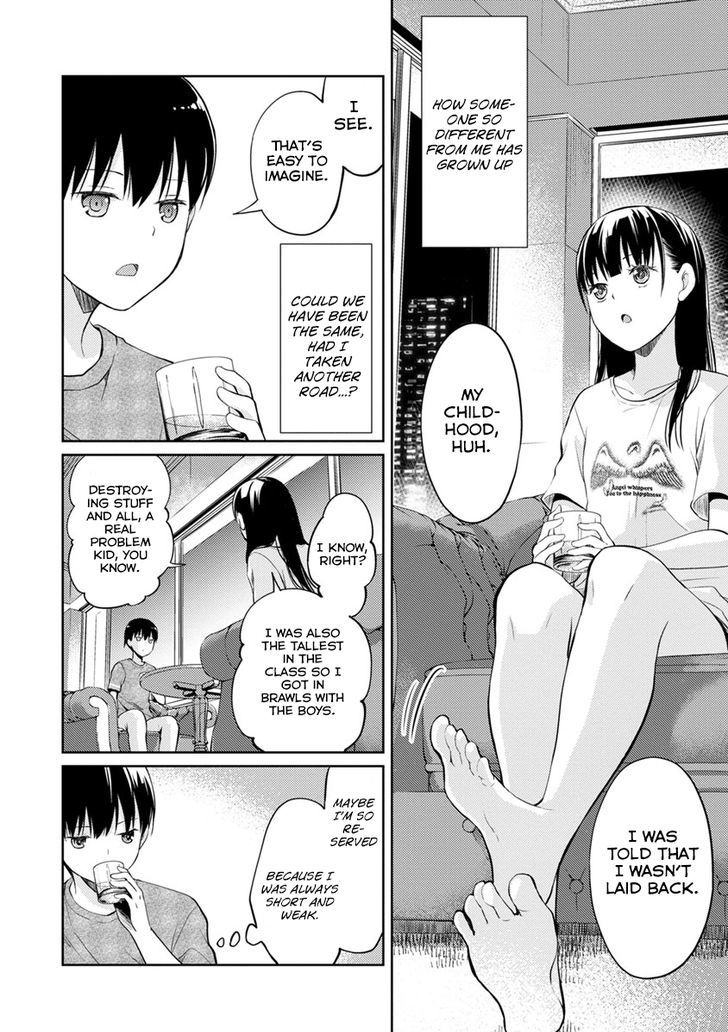 HOW SOME-
ONE SO
DIFFERENT
FROM ME HAS
GROWN UP
MY
CHILD-
HOOD,
HUH.
Angel whispers
you to the happiness
I WAS
TOLD THAT
I WASN'T
LAID BACK.
I
SEE.
THAT'S
EASY TO
IMAGINE.
COULD WE
HAVE BEEN
THE SAME,
HAD I
TAKEN
ANOTHER
ROAD...?
I KNOW,
RIGHT?
DESTROY-
ING STUFF
AND ALL, A
REAL
PROBLEM
KID, YOU
KNOW.
I WAS ALSO
THE TALLEST
IN THE
CLASS SO I
GOT IN
BRAWLS WITH
THE BOYS.
MAYBE
I'M SO
RE-
SERVED
BECAUSE I
WAS ALWAYS
SHORT AND
WEAK.